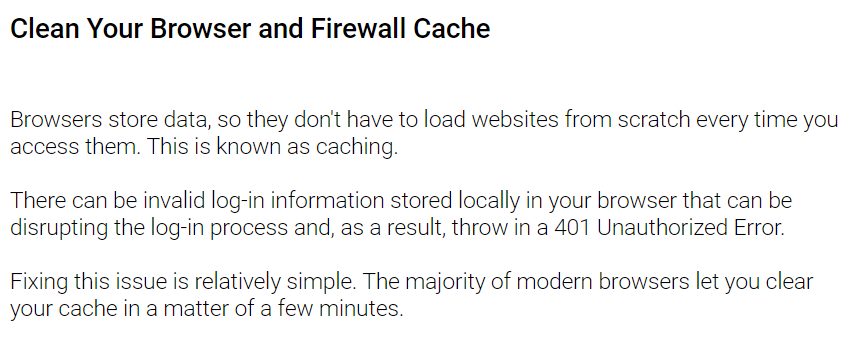 Clean Your Browser and Firewall Cache
Browsers store data, so they don't have to load websites from scratch every time you
access them. This is known as caching.
There can be invalid log-in information stored locally in your browser that can be
disrupting the log-in process and, as a result, throw in a 401 Unauthorized Error.
Fixing this issue is relatively simple. The majority of modern browsers let you clear
your cache in a matter of a few minutes.